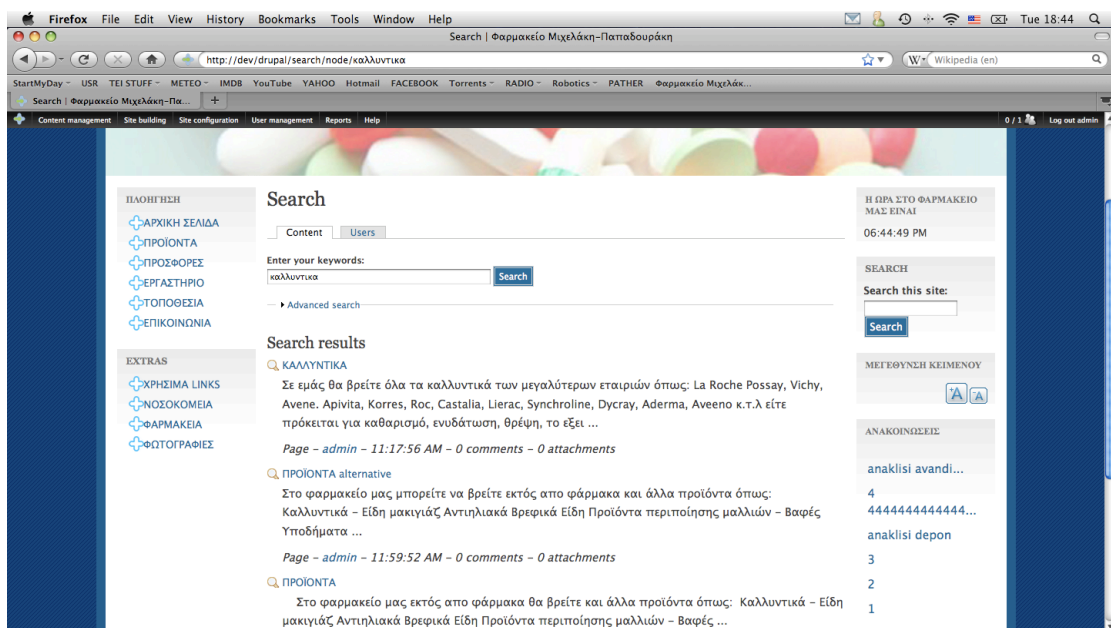 Firefox File Edit View History Bookmarks Tools Window Help Tue 18:44
Search | Φαρμακείο Μιχελάκη-Παπαδουράκη
http://dev/drupal/search/node/καλλυντικα
Wikipedia (en)
StartMyDay USR TEI STUFF METEO IMDB YouTube YAHOO Hotmail FACEBOOK Torrents RADIO Robotics PATHER Φαρμακείο Μιχελάκ...
Search | Φαρμακείο Μιχελάκη-Πα...
Content management Site building Site configuration User management Reports Help 0 / 1 Log out admin
ΠΛΟΗΓΗΣΗ
ΑΡΧΙΚΗ ΣΕΛΙΔΑ
ΠΡΟΪΟΝΤΑ
ΠΡΟΣΦΟΡΕΣ
ΕΡΓΑΣΤΗΡΙΟ
ΤΟΠΟΘΕΣΙΑ
ΕΠΙΚΟΙΝΩΝΙΑ
EXTRAS
ΧΡΗΣΙΜΑ LINKS
ΝΟΣΟΚΟΜΕΙΑ
ΦΑΡΜΑΚΕΙΑ
ΦΩΤΟΓΡΑΦΙΕΣ
Search
Content Users
Enter your keywords:
καλλυντικα Search
Advanced search
Search results
ΚΑΛΛΥΝΤΙΚΑ
Σε εμάς θα βρείτε όλα τα καλλυντικά των μεγαλύτερων εταιριών όπως: La Roche Possay, Vichy,
Avene. Apivita, Korres, Roc, Castalia, Lierac, Synchroline, Dycray, Aderma, Aveeno κ.τ.λ είτε
πρόκειται για καθαρισμό, ενυδάτωση, θρέψη, το εξει ...
Page – admin – 11:17:56 AM – 0 comments – 0 attachments
ΠΡΟΪΟΝΤΑ alternative
Στο φαρμακείο μας μπορείτε να βρείτε εκτός απο φάρμακα και άλλα προϊόντα όπως:
Καλλυντικά – Είδη μακιγιάζ Αντιηλιακά Βρεφικά Είδη Προϊόντα περιποίησης μαλλιών – Βαφές
Υποδήματα ...
Page – admin – 11:59:52 AM – 0 comments – 0 attachments
ΠΡΟΪΟΝΤΑ
Στο φαρμακείο μας εκτός απο φάρμακα θα βρείτε και άλλα προϊόντα όπως: Καλλυντικά – Είδη
μακιγιάζ Αντιηλιακά Βρεφικά Είδη Προϊόντα περιποίησης μαλλιών – Βαφές ...
Η ΩΡΑ ΣΤΟ ΦΑΡΜΑΚΕΙΟ
ΜΑΣ ΕΙΝΑΙ
06:44:49 PM
SEARCH
Search this site:
Search
ΜΕΓΕΘΥΝΣΗ ΚΕΙΜΕΝΟΥ
+A -A
ΑΝΑΚΟΙΝΩΣΕΙΣ
anaklisi avandi...
4
4444444444444...
anaklisi depon
3
2
1